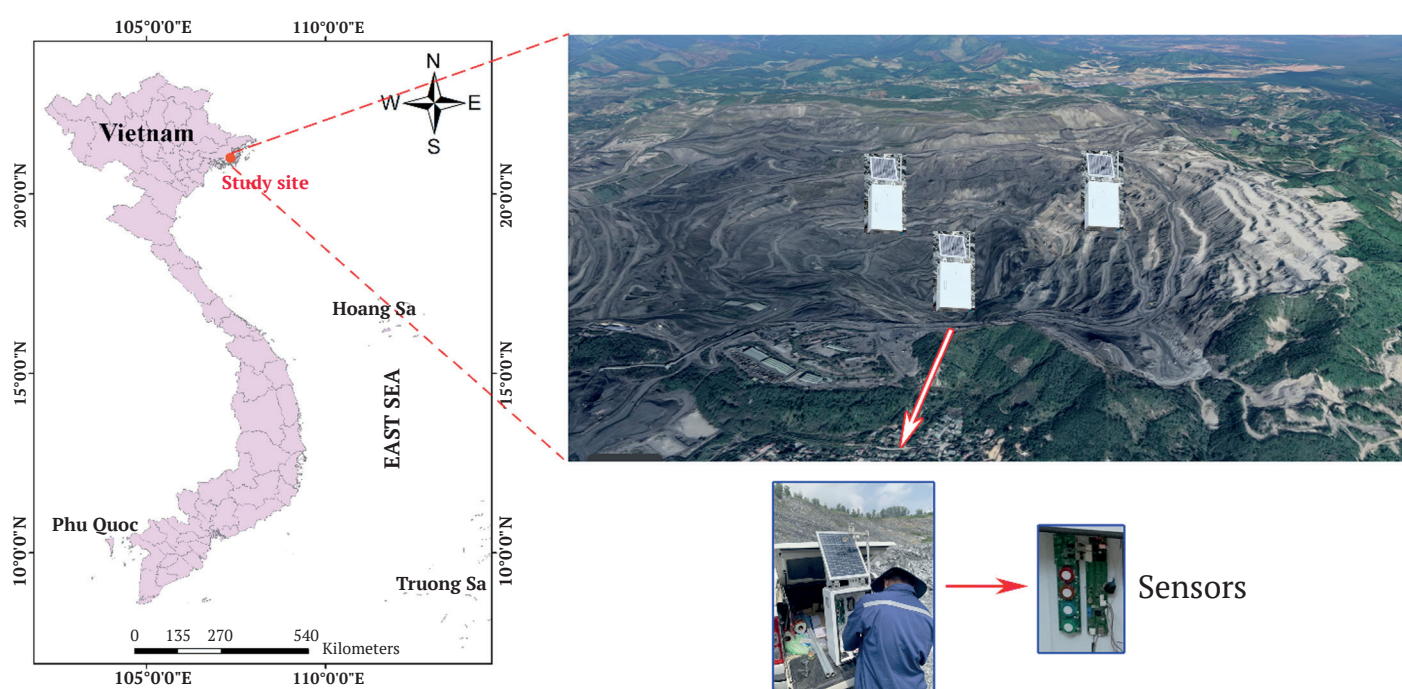 105°0'0"E 110°0'0"E
N
W E
S
Vietnam
Study site
20°0'0"N 20°0'0"N
Hoang Sa
15°0'0"N 15°0'0"N
EAST SEA
Phu Quoc
10°0'0"N 10°0'0"N
Truong Sa
0 135 270 540
Kilometers
105°0'0"E 110°0'0"E
Sensors